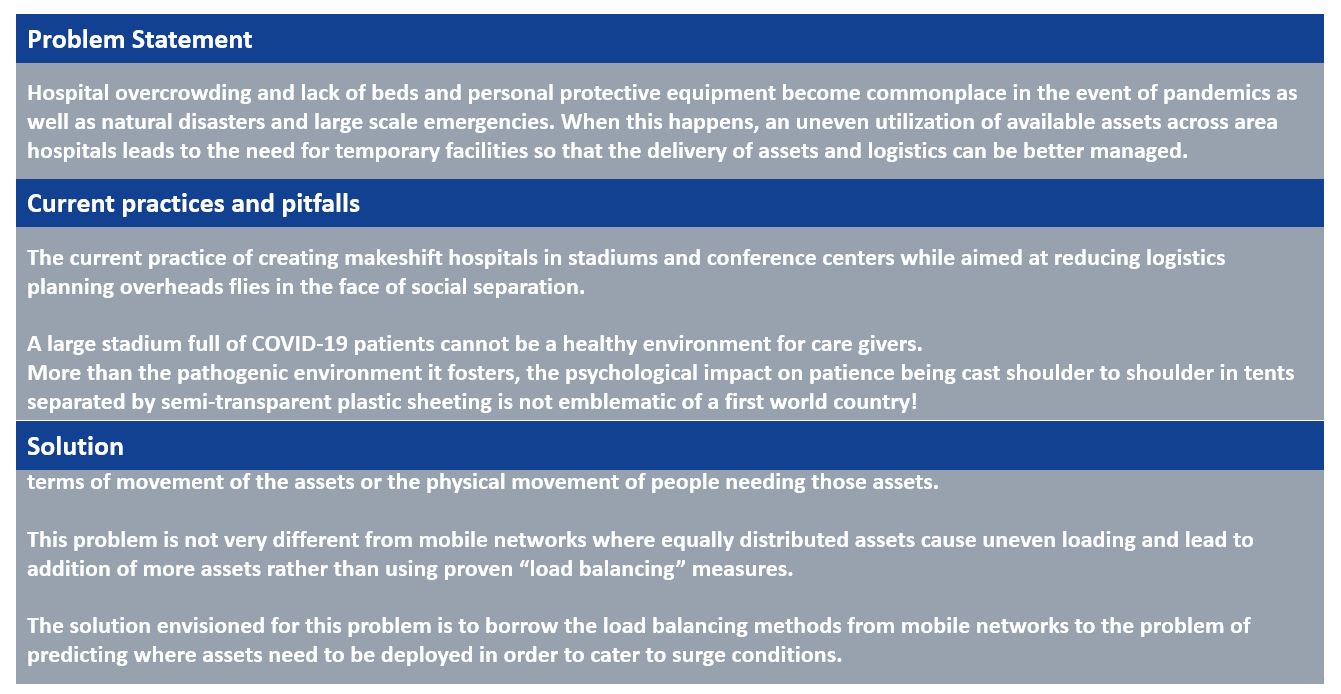 Problem Statement
Hospital overcrowding and lack of beds and personal protective equipment become commonplace in the event of pandemics as
well as natural disasters and large scale emergencies. When this happens, an uneven utilization of available assets across area
hospitals leads to the need for temporary facilities so that the delivery of assets and logistics can be better managed.
Current practices and pitfalls
The current practice of creating makeshift hospitals in stadiums and conference centers while aimed at reducing logistics
planning overheads flies in the face of social separation.
A large stadium full of COVID-19 patients cannot be a healthy environment for care givers.
More than the pathogenic environment it fosters, the psychological impact on patience being cast shoulder to shoulder in tents
separated by semi-transparent plastic sheeting is not emblematic of a first world country!
Solution
terms of movement of the assets or the physical movement of people needing those assets.
This problem is not very different from mobile networks where equally distributed assets cause uneven loading and lead to
addition of more assets rather than using proven “load balancing” measures.
The solution envisioned for this problem is to borrow the load balancing methods from mobile networks to the problem of
predicting where assets need to be deployed in order to cater to surge conditions.